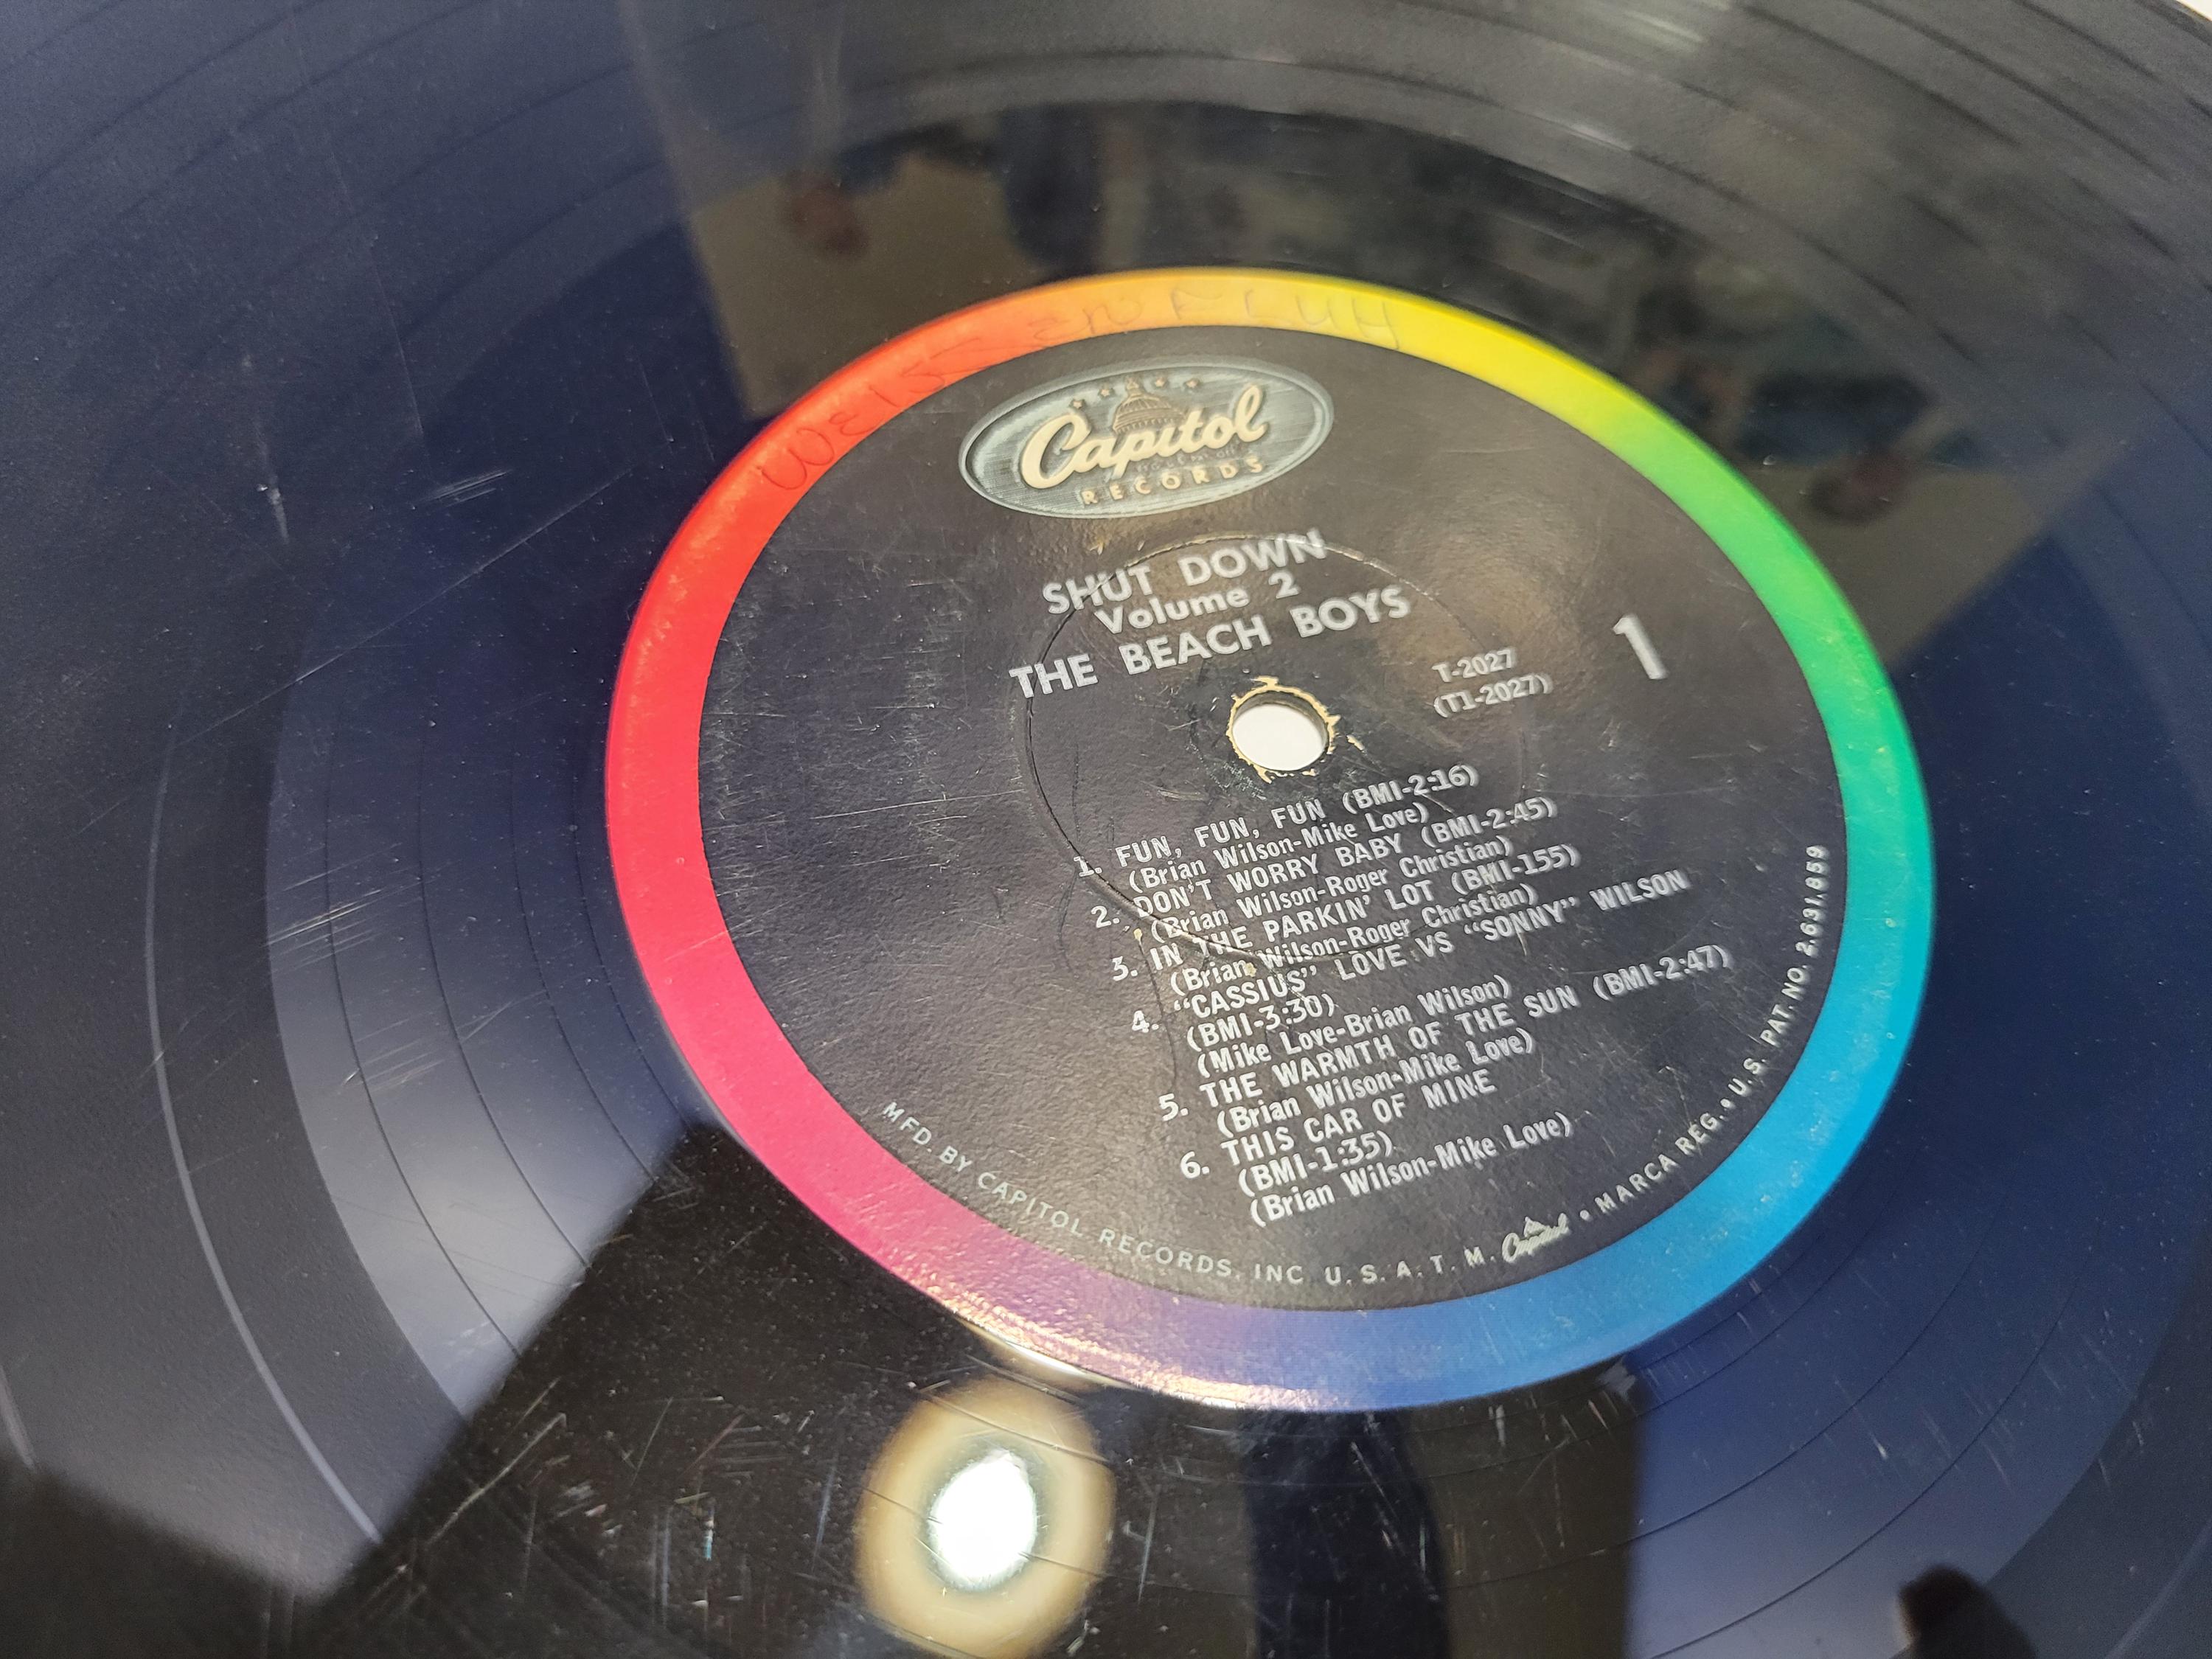 Capitol
RECORDS
SHUT DOWN
Volume 2
THE BEACH BOYS
T-2027
(T1-2027))
1
1. FUN, FUN, FUN (BMI-2:16)
(Brian Wilson-Mike Love)
2. DON'T WORRY BABY (BMI-2:45)
(Brian Wilson-Roger Christian)
3. IN THE PARKIN' LOT (BMI-155)
(Brian Wilson-Roger Christian)
4. "CASSIUS" LOVE VS "SONNY" WILSON
(BMI-3:30)
(Mike Love-Brian Wilson)
5. THE WARMTH OF THE SUN (BMI-2:47)
(Brian Wilson-Mike Love)
6. THIS CAR OF MINE
(BMI-1:35)
(Brian Wilson-Mike Love)
MFD. BY CAPITOL RECORDS, INC. U. S. A. T. M. Capitol • MARCA REG. • U.S. PAT. NO. 2,631,859